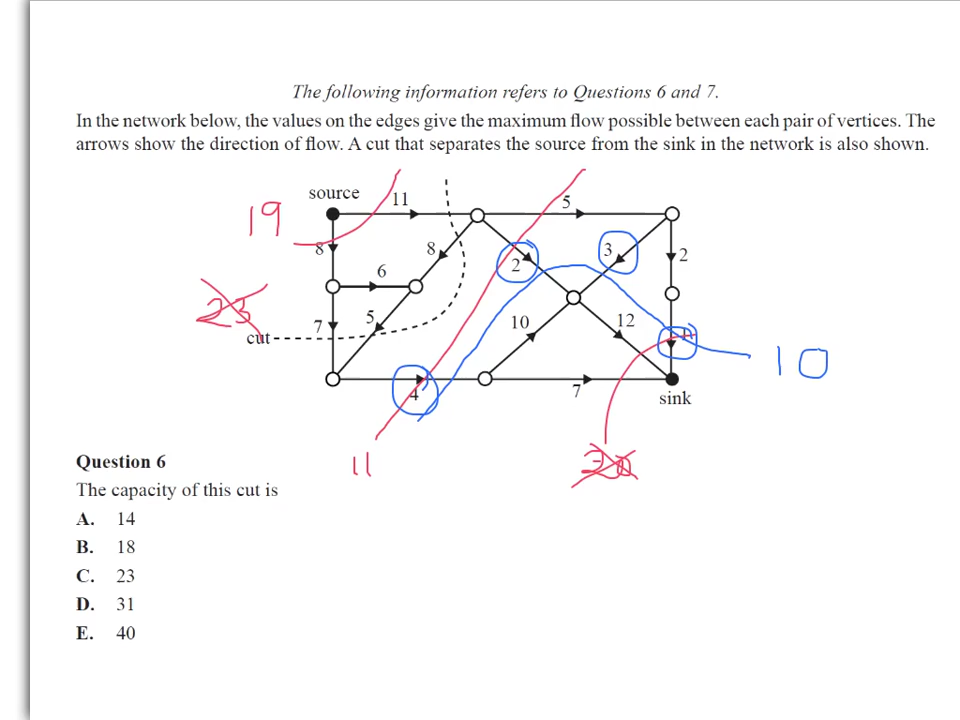 The following information refers to Questions 6 and 7.
In the network below, the values on the edges give the maximum flow possible between each pair of vertices. The
arrows show the direction of flow. A cut that separates the source from the sink in the network is also shown.
source
11
5
19
8
8
2
3
2
6
23
7
5
10
12
cut
1
10
4
7
sink
11
20
Question 6
The capacity of this cut is
A. 14
B. 18
C. 23
D. 31
E. 40